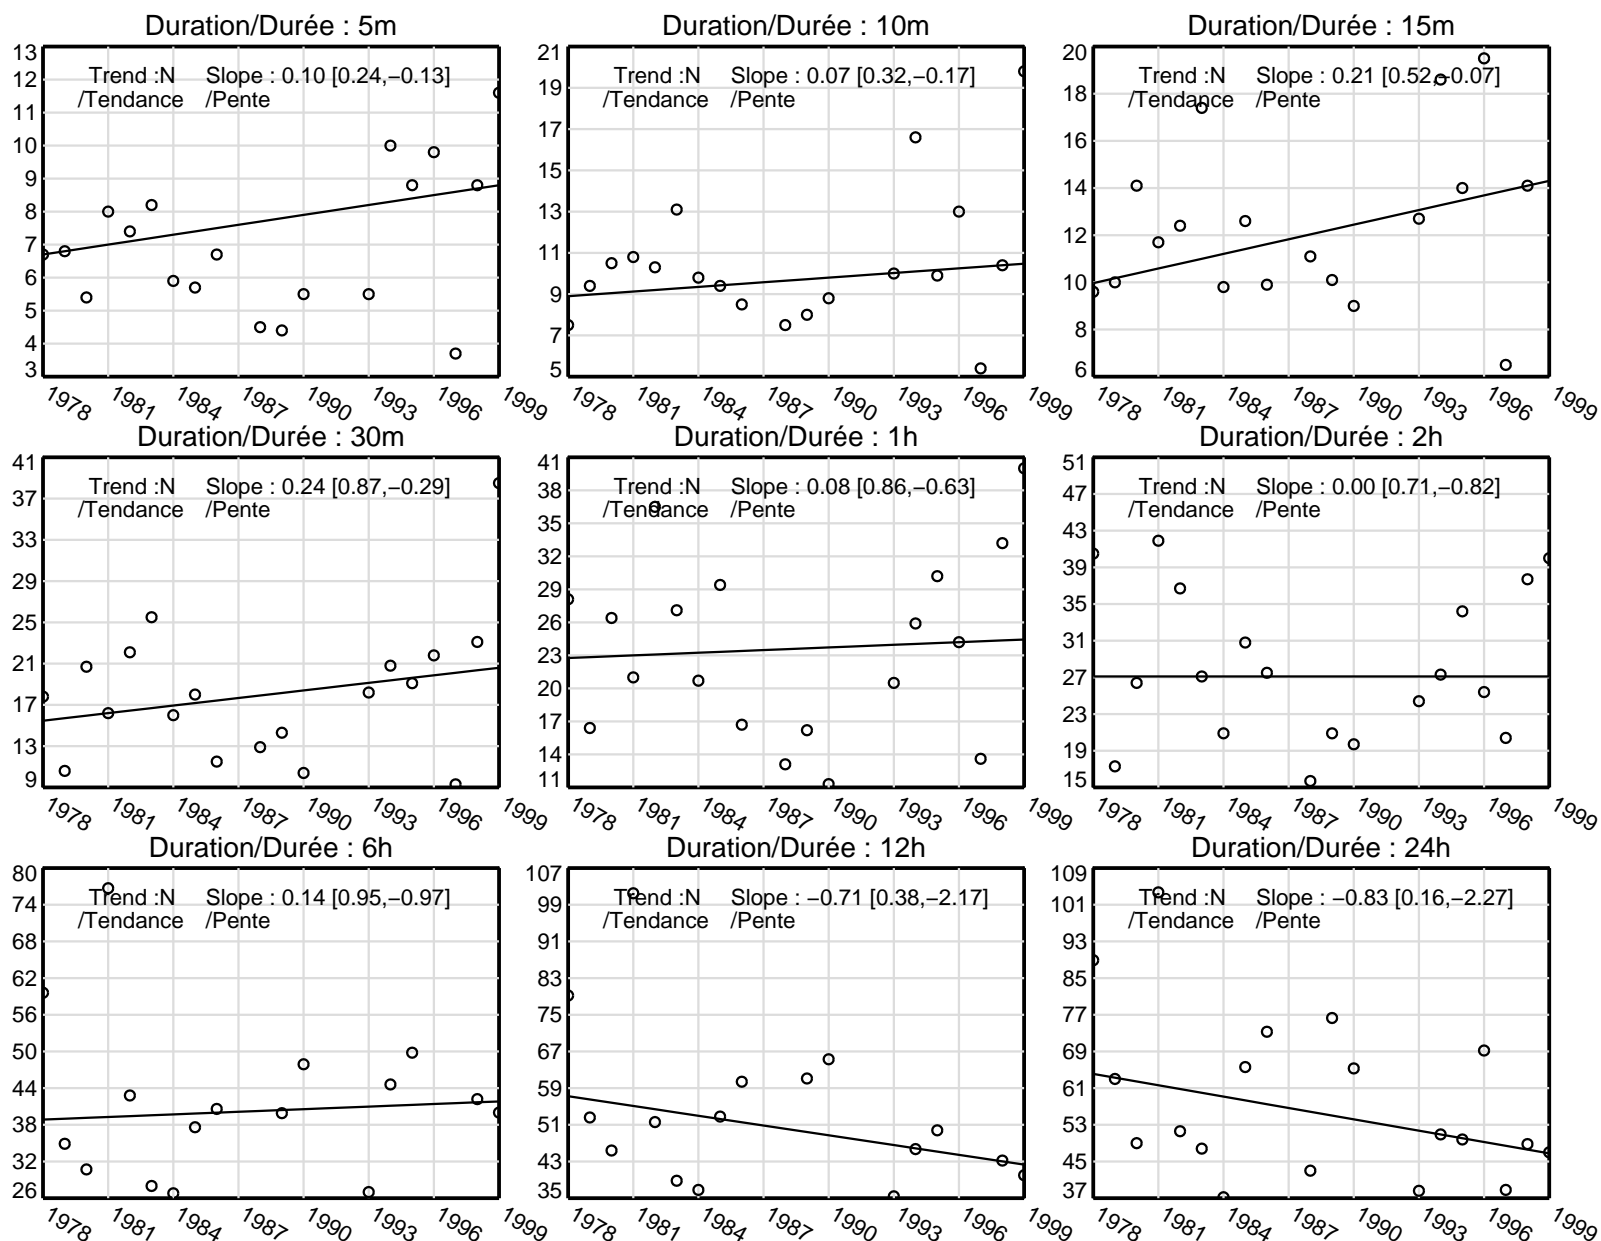 Duration/Durée : 5m
13
12
11
10
9
8
7
6
5
4
3
Trend :N Slope : 0.10 [0.24,−0.13]
/Tendance /Pente
1978 1981 1984 1987 1990 1993 1996 1999
Duration/Durée : 10m
21
19
17
15
13
11
9
7
5
Trend :N Slope : 0.07 [0.32,−0.17]
/Tendance /Pente
1978 1981 1984 1987 1990 1993 1996 1999
Duration/Durée : 15m
20
18
16
14
12
10
8
6
Trend :N Slope : 0.21 [0.52,−0.07]
/Tendance /Pente
1978 1981 1984 1987 1990 1993 1996 1999
Duration/Durée : 30m
41
37
33
29
25
21
17
13
9
Trend :N Slope : 0.24 [0.87,−0.29]
/Tendance /Pente
1978 1981 1984 1987 1990 1993 1996 1999
Duration/Durée : 1h
41
38
35
32
29
26
23
20
17
14
11
Trend :N Slope : 0.08 [0.86,−0.63]
/Tendance /Pente
1978 1981 1984 1987 1990 1993 1996 1999
Duration/Durée : 2h
51
47
43
39
35
31
27
23
19
15
Trend :N Slope : 0.00 [0.71,−0.82]
/Tendance /Pente
1978 1981 1984 1987 1990 1993 1996 1999
Duration/Durée : 6h
80
74
68
62
56
50
44
38
32
26
Trend :N Slope : 0.14 [0.95,−0.97]
/Tendance /Pente
1978 1981 1984 1987 1990 1993 1996 1999
Duration/Durée : 12h
107
99
91
83
75
67
59
51
43
35
Trend :N Slope : −0.71 [0.38,−2.17]
/Tendance /Pente
1978 1981 1984 1987 1990 1993 1996 1999
Duration/Durée : 24h
109
101
93
85
77
69
61
53
45
37
Trend :N Slope : −0.83 [0.16,−2.27]
/Tendance /Pente
1978 1981 1984 1987 1990 1993 1996 1999